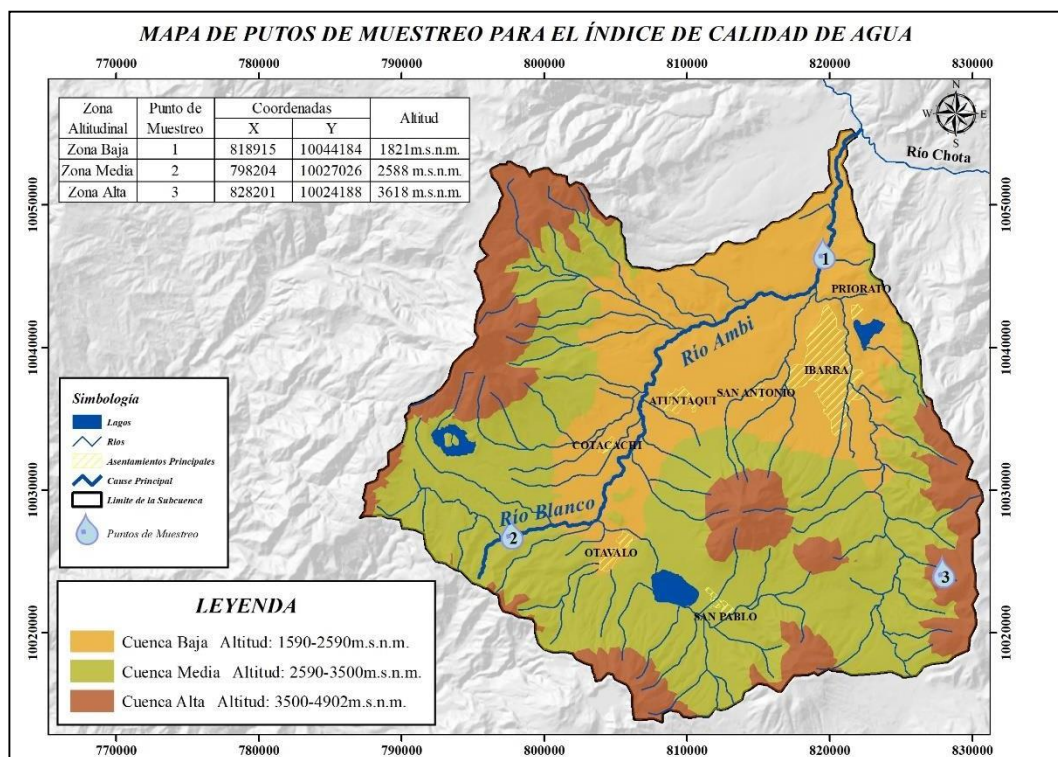 MAPA DE PUTOS DE MUESTREO PARA EL ÍNDICE DE CALIDAD DE AGUA
770000 780000 790000 800000 810000 820000 830000
Zona Altitudinal Punto de Muestreo Coordenadas Altitud
X Y
Zona Baja 1 818915 10044184 1821m.s.n.m.
Zona Media 2 798204 10027026 2588 m.s.n.m.
Zona Alta 3 828201 10024188 3618 m.s.n.m.
N
W E
S
Río Chota
10050000 10050000
1
PRIORATO
Río Ambi
10040000 10040000
IBARRA
ATUNTAQUI
SAN ANTONIO
COTACACHI
Simbología
Lagos
Rios
Asentamientos Principales
Cause Principal
Limite de la Subcuenca
Puntos de Muestreo
10030000 10030000
Río Blanco
2
OTAVALO
3
SAN PABLO
10020000 10020000
LEYENDA
Cuenca Baja Altitud: 1590-2590m.s.n.m.
Cuenca Media Altitud: 2590-3500m.s.n.m.
Cuenca Alta Altitud: 3500-4902m.s.n.m.
770000 780000 790000 800000 810000 820000 830000